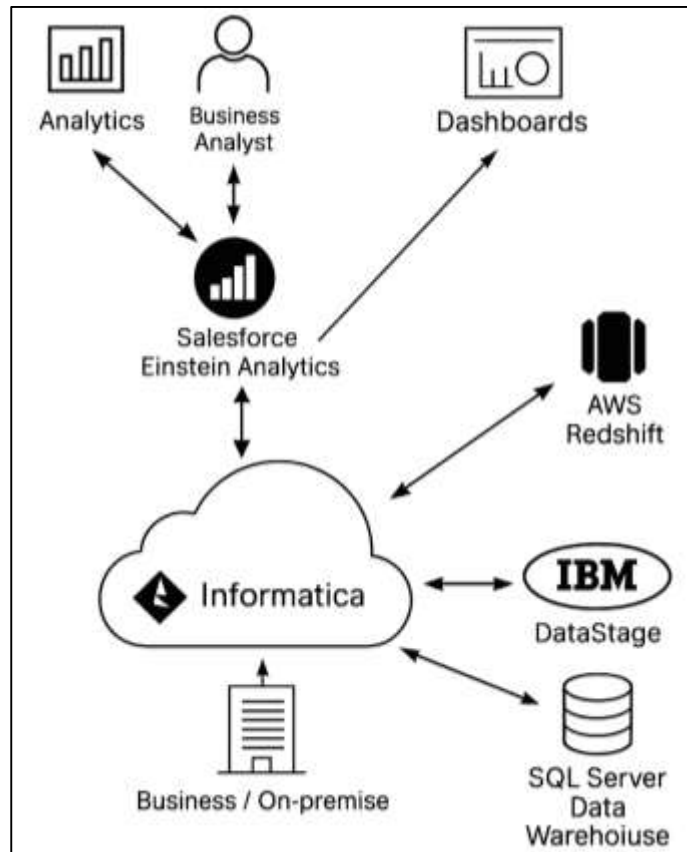 Analytics
Business
Analyst
Dashboards
Salesforce
Einstein Analytics
AWS
Redshift
Informatica
IBM
DataStage
Business / On-premise
SQL Server
Data
Warehoiuse